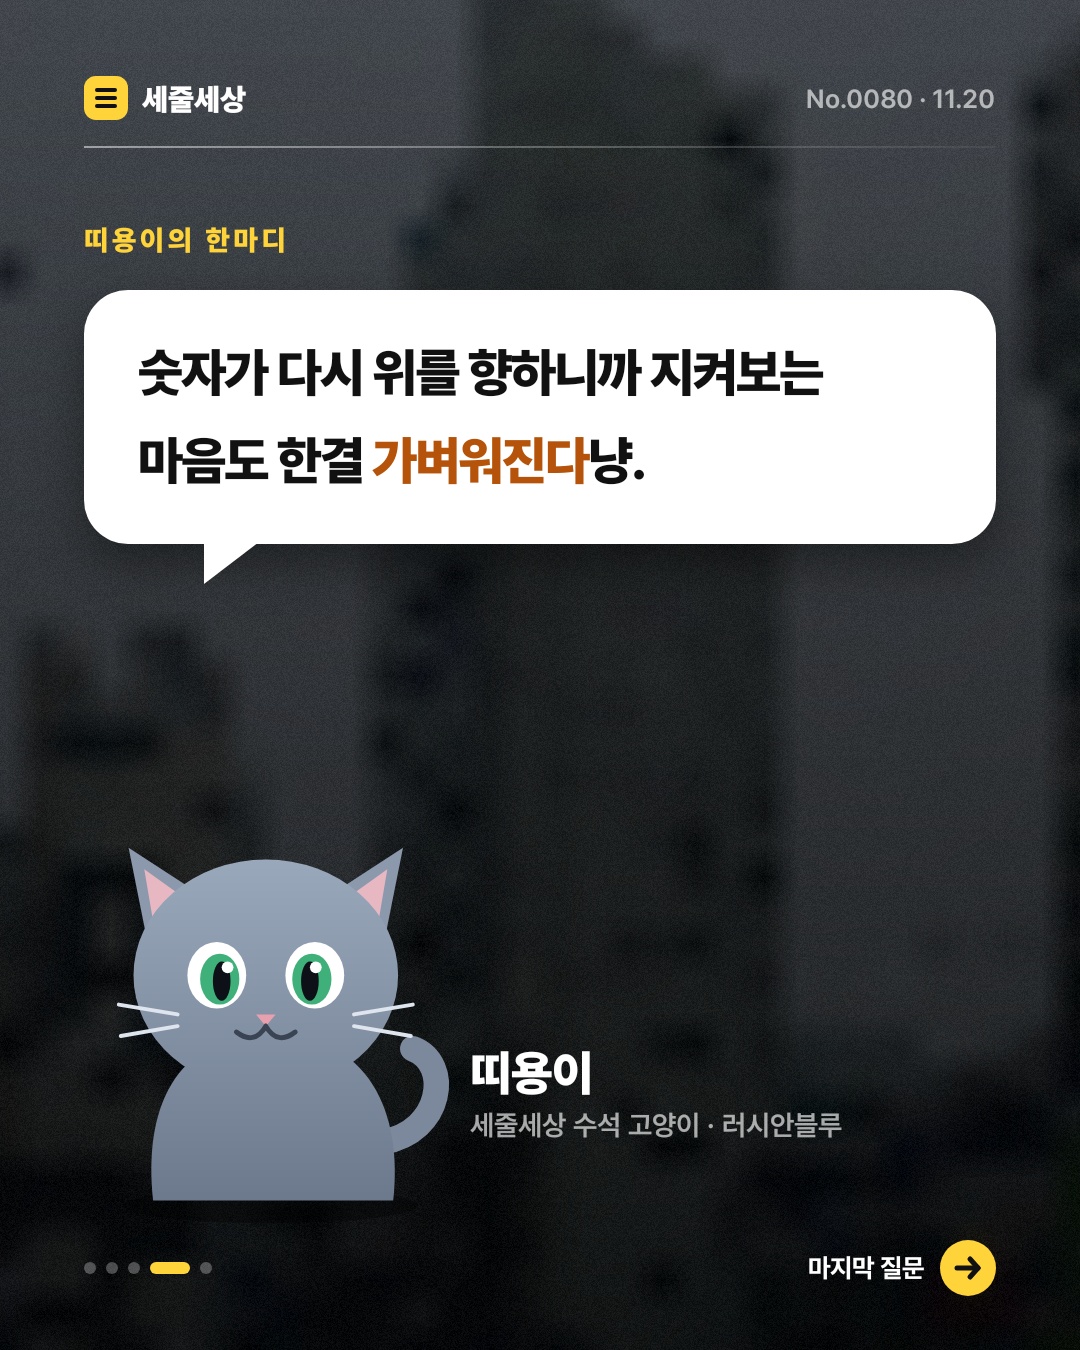 세줄세상
No.0080 · 11.20
띠용이의 한마디
숫자가 다시 위를 향하니까 지켜보는
마음도 한결 가벼워진다냥.
띠용이
세줄세상 수석 고양이 · 러시안블루
마지막 질문